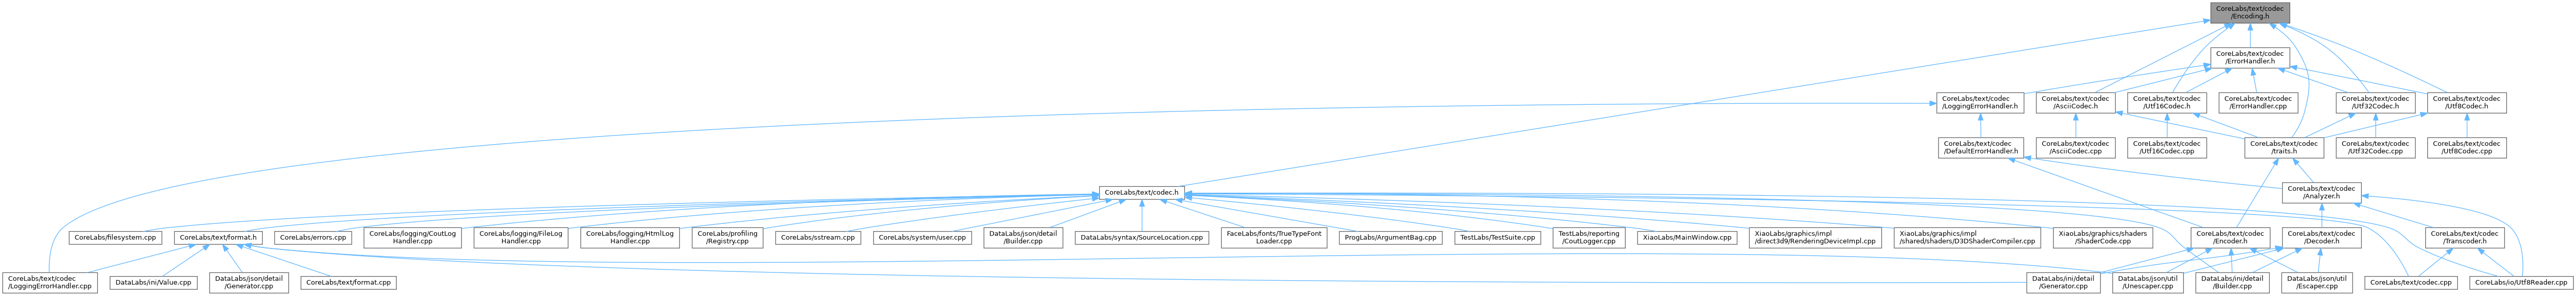 CoreLabs/text/codec
/Encoding.h
CoreLabs/text/codec
/ErrorHandler.h
CoreLabs/text/codec
/LoggingErrorHandler.h
CoreLabs/text/codec
/AsciiCodec.h
CoreLabs/text/codec
/Utf16Codec.h
CoreLabs/text/codec
/ErrorHandler.cpp
CoreLabs/text/codec
/Utf32Codec.h
CoreLabs/text/codec
/Utf8Codec.h
CoreLabs/text/codec
/DefaultErrorHandler.h
CoreLabs/text/codec
/AsciiCodec.cpp
CoreLabs/text/codec
/Utf16Codec.cpp
CoreLabs/text/codec
/traits.h
CoreLabs/text/codec
/Utf32Codec.cpp
CoreLabs/text/codec
/Utf8Codec.cpp
CoreLabs/text/codec.h
CoreLabs/text/codec
/Analyzer.h
CoreLabs/filesystem.cpp
CoreLabs/text/format.h
CoreLabs/errors.cpp
CoreLabs/logging/CoutLog
Handler.cpp
CoreLabs/logging/FileLog
Handler.cpp
CoreLabs/logging/HtmlLog
Handler.cpp
CoreLabs/profiling
/Registry.cpp
CoreLabs/sstream.cpp
CoreLabs/system/user.cpp
DataLabs/json/detail
/Builder.cpp
DataLabs/syntax/SourceLocation.cpp
FaceLabs/fonts/TrueTypeFont
Loader.cpp
ProgLabs/ArgumentBag.cpp
TestLabs/TestSuite.cpp
TestLabs/reporting
/CoutLogger.cpp
XiaoLabs/MainWindow.cpp
XiaoLabs/graphics/impl
/direct3d9/RenderingDeviceImpl.cpp
XiaoLabs/graphics/impl
/shared/shaders/D3DShaderCompiler.cpp
XiaoLabs/graphics/shaders
/ShaderCode.cpp
CoreLabs/text/codec
/Encoder.h
CoreLabs/text/codec
/Decoder.h
CoreLabs/text/codec
/Transcoder.h
CoreLabs/text/codec
/LoggingErrorHandler.cpp
DataLabs/ini/Value.cpp
DataLabs/json/detail
/Generator.cpp
CoreLabs/text/format.cpp
DataLabs/ini/detail
/Generator.cpp
DataLabs/json/util
/Unescaper.cpp
DataLabs/ini/detail
/Builder.cpp
DataLabs/json/util
/Escaper.cpp
CoreLabs/text/codec.cpp
CoreLabs/io/Utf8Reader.cpp